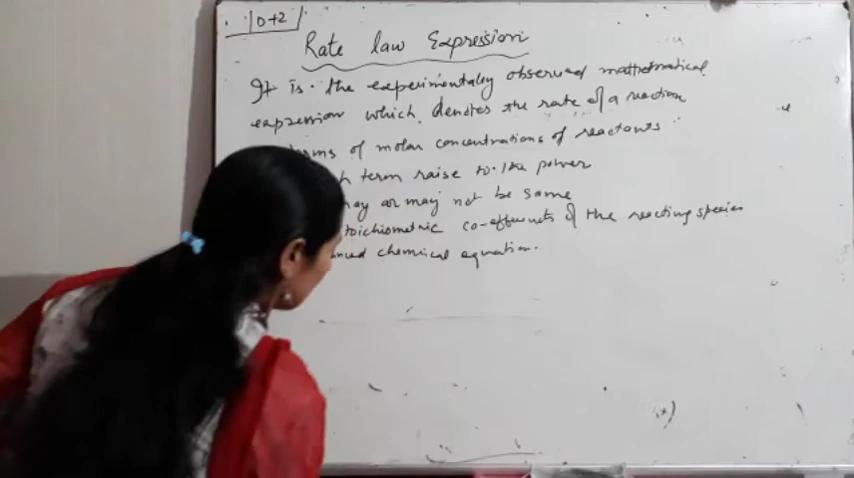 10+2
Rate law Expression
It is the experimentally observed mathematical
expression which denotes the rate of a reaction
terms of molar concentrations of reactants
term raise to the power
may or may not be same
toichiometric co-efficients of the reacting species
chemical equation.